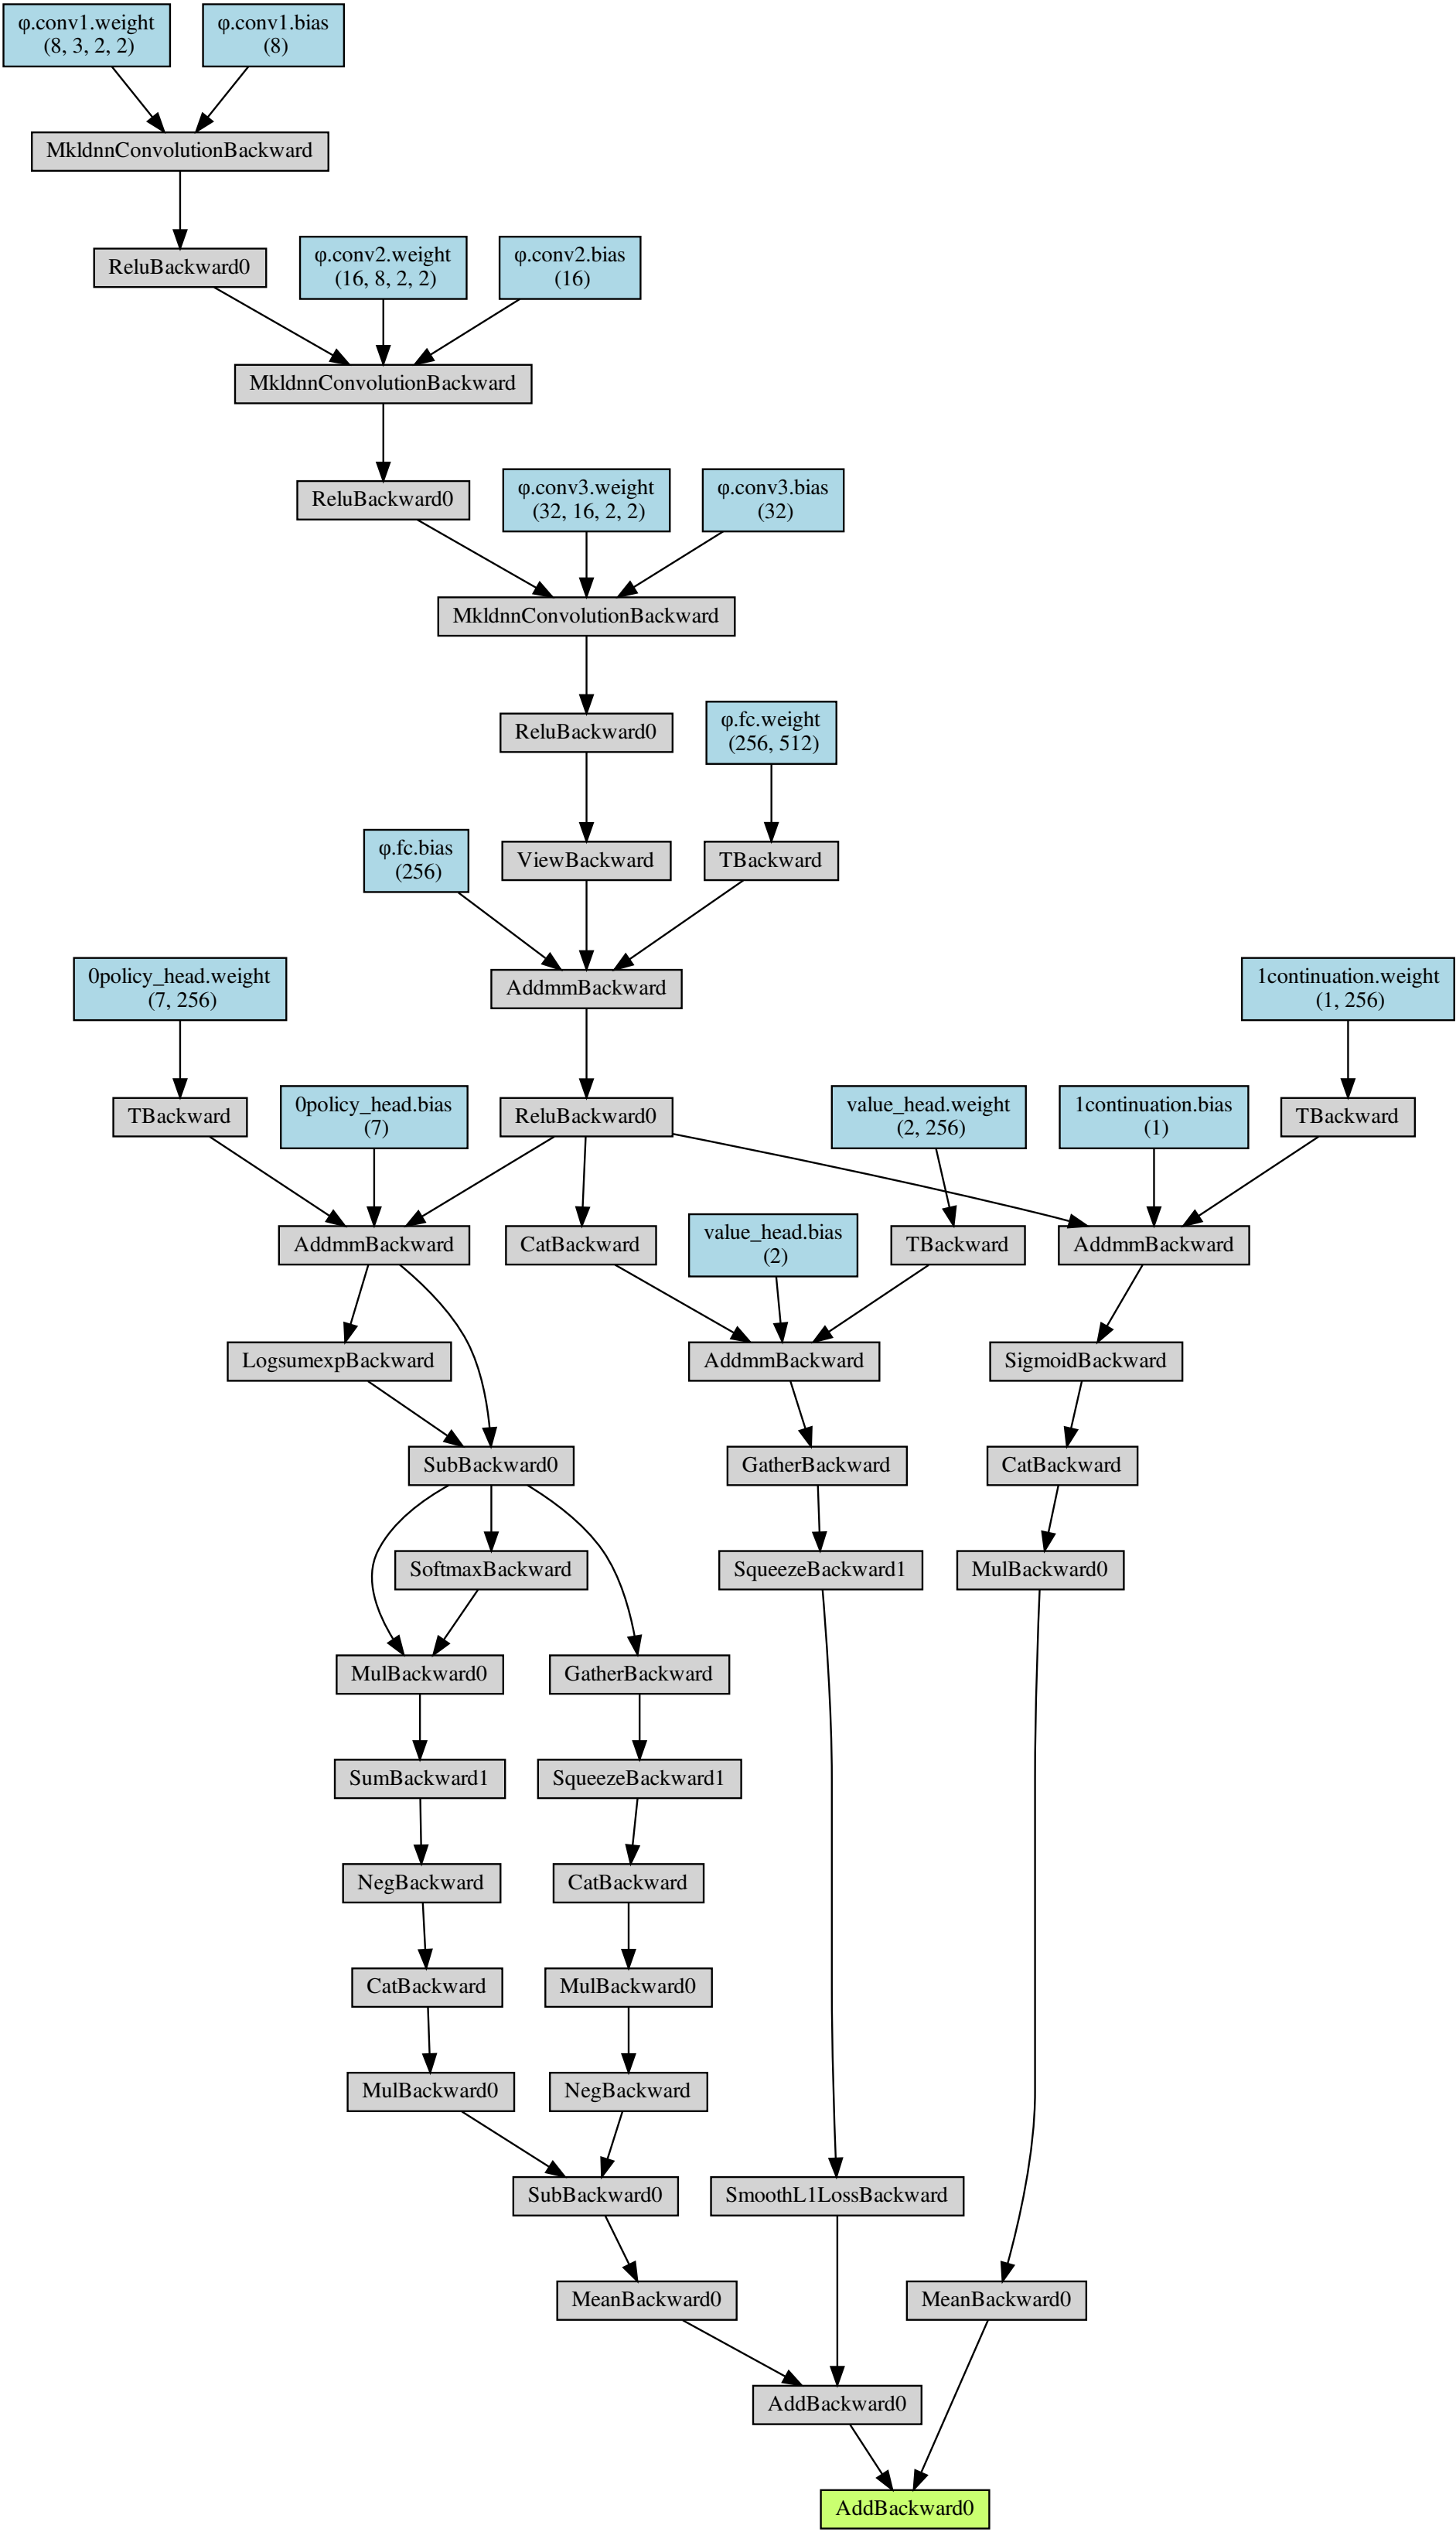 φ.conv1.weight
(8, 3, 2, 2)
φ.conv1.bias
(8)
MkldnnConvolutionBackward
ReluBackward0
φ.conv2.weight
(16, 8, 2, 2)
φ.conv2.bias
(16)
MkldnnConvolutionBackward
ReluBackward0
φ.conv3.weight
(32, 16, 2, 2)
φ.conv3.bias
(32)
MkldnnConvolutionBackward
ReluBackward0
φ.fc.weight
(256, 512)
φ.fc.bias
(256)
ViewBackward
TBackward
0policy_head.weight
(7, 256)
AddmmBackward
1continuation.weight
(1, 256)
TBackward
0policy_head.bias
(7)
ReluBackward0
value_head.weight
(2, 256)
1continuation.bias
(1)
TBackward
AddmmBackward
CatBackward
value_head.bias
(2)
TBackward
AddmmBackward
LogsumexpBackward
AddmmBackward
SigmoidBackward
SubBackward0
GatherBackward
CatBackward
SoftmaxBackward
SqueezeBackward1
MulBackward0
MulBackward0
GatherBackward
SumBackward1
SqueezeBackward1
NegBackward
CatBackward
CatBackward
MulBackward0
MulBackward0
NegBackward
SubBackward0
SmoothL1LossBackward
MeanBackward0
MeanBackward0
AddBackward0
AddBackward0